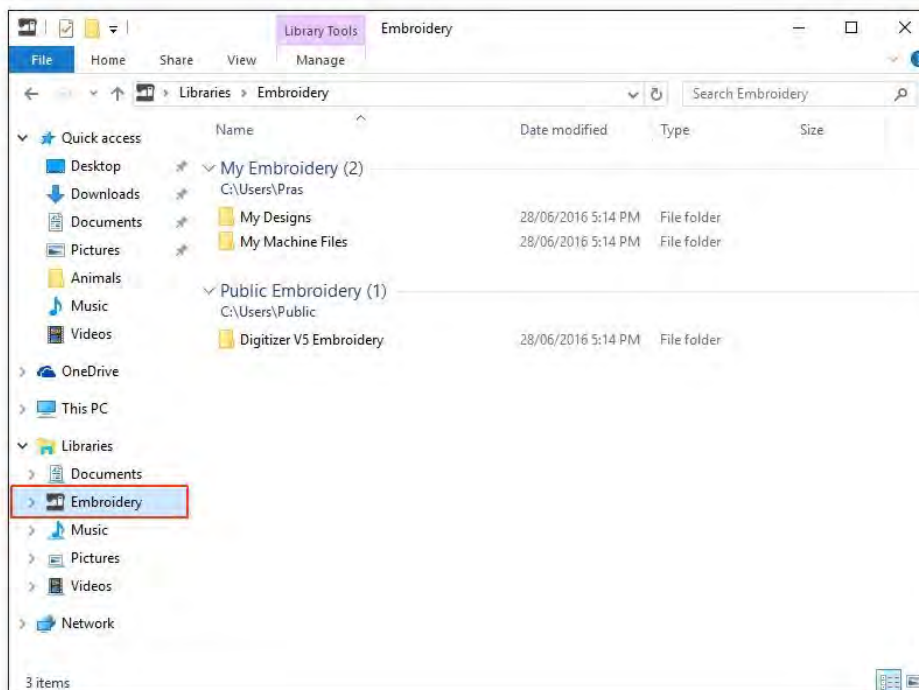 Library Tools
Embroidery
File
Home
Share
View
Manage
Libraries
Embroidery
Search Embroidery
Quick access
Desktop
Downloads
Documents
Pictures
Animals
Music
Videos
OneDrive
This PC
Libraries
Documents
Embroidery
Music
Pictures
Videos
Network
Name
Date modified
Type
Size
My Embroidery (2)
C:\Users\Pras
My Designs 28/06/2016 5:14 PM File folder
My Machine Files 28/06/2016 5:14 PM File folder
Public Embroidery (1)
C:\Users\Public
Digitizer V5 Embroidery 28/06/2016 5:14 PM File folder
3 items